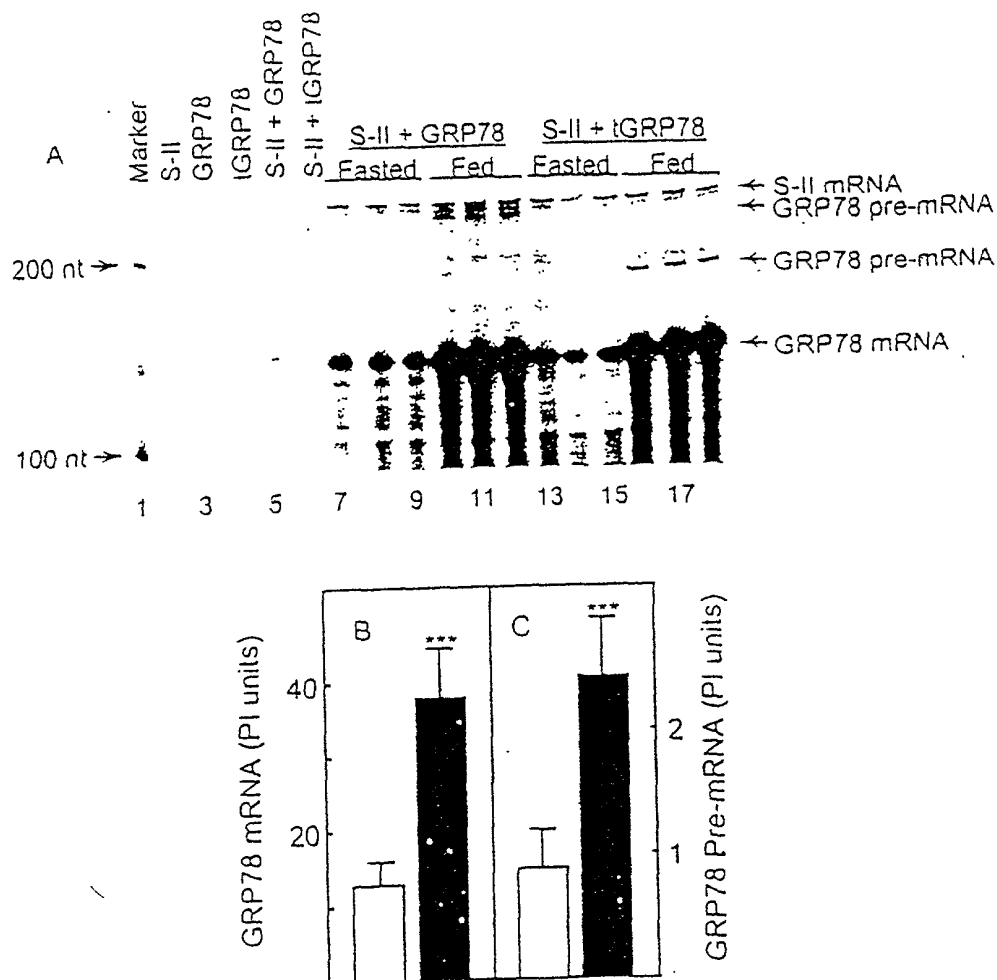 A
Marker
S-II
GRP78
tGRP78
S-II + GRP78
S-II + tGRP78
S-II + GRP78 S-II + tGRP78
Fasted Fed Fasted Fed
← S-II mRNA
← GRP78 pre-mRNA
200 nt → ← GRP78 pre-mRNA
← GRP78 mRNA
100 nt →
1 3 5 7 9 11 13 15 17
B *** C ***
GRP78 mRNA (PI units)
40
20
2
1
GRP78 Pre-mRNA (PI units)